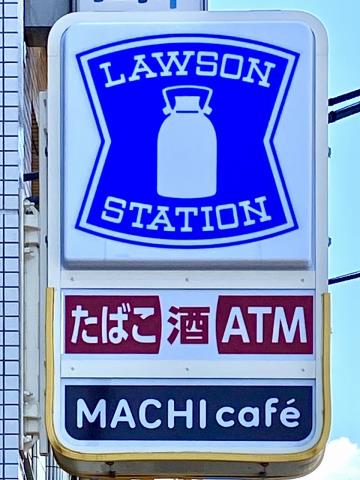 LAWSON
STATION
たばこ 酒 ATM
MACHI café